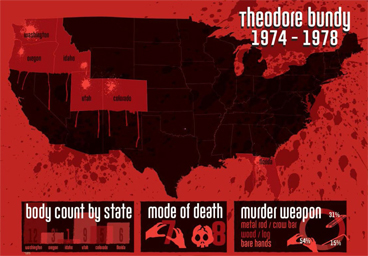 Theodore Bundy
1974 - 1978
washington
oregon
idaho
utah
colorado
body count by state
washington oregon idaho utah colorado florida
mode of death
8
murder weapon
metal rod / crow bar
wood / log
bare hands
31%
54%
15%